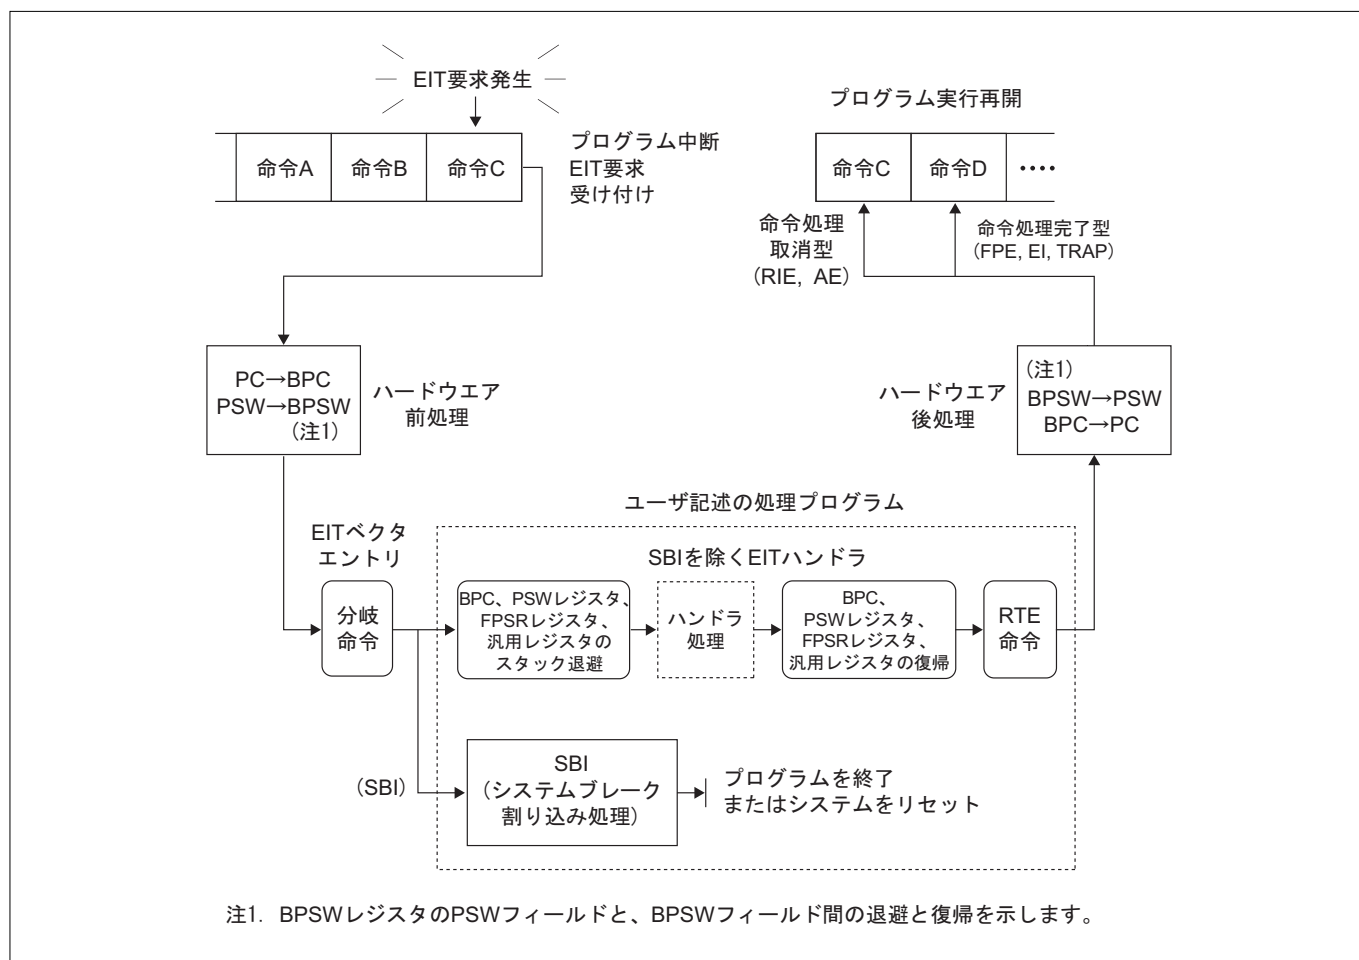 EIT要求発生
プログラム実行再開
命令A
命令B
命令C
プログラム中断
EIT要求
受け付け
命令C
命令D
••••
命令処理
取消型
(RIE, AE)
命令処理完了型
(FPE, EI, TRAP)
PC→BPC
PSW→BPSW
(注1)
ハードウエア
前処理
ハードウエア
後処理
(注1)
BPSW→PSW
BPC→PC
ユーザ記述の処理プログラム
EITベクタ
エントリ
SBIを除くEITハンドラ
分岐
命令
BPC、PSWレジスタ、
FPSRレジスタ、
汎用レジスタの
スタック退避
ハンドラ
処理
BPC、
PSWレジスタ、
FPSRレジスタ、
汎用レジスタの復帰
RTE
命令
(SBI)
SBI
(システムブレーク
割り込み処理)
プログラムを終了
またはシステムをリセット
注1. BPSWレジスタのPSWフィールドと、BPSWフィールド間の退避と復帰を示します。